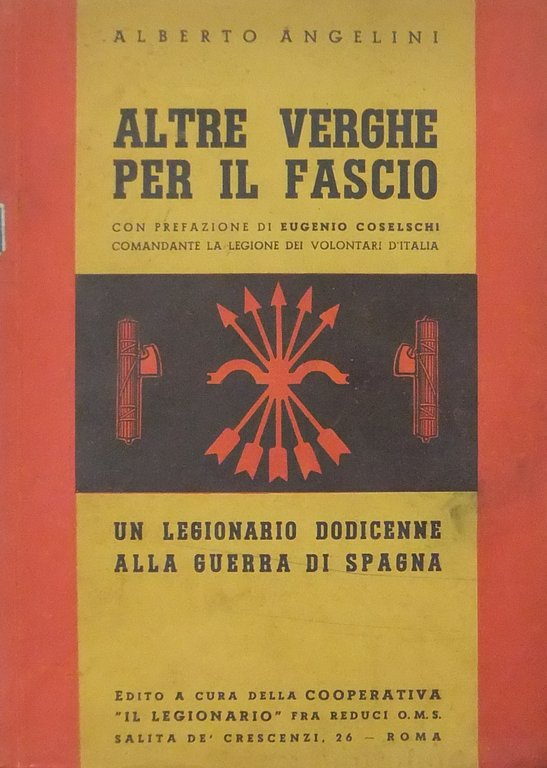 ALBERTO ANGELINI
ALTRE VERGHE
PER IL FASCIO
CON PREFAZIONE DI EUGENIO COSELSCHI
COMANDANTE LA LEGIONE DEI VOLONTARI D'ITALIA
UN LEGIONARIO DODICENNE
ALLA GUERRA DI SPAGNA
EDITO A CURA DELLA COOPERATIVA
"IL LEGIONARIO" FRA REDUCI O.M.S.
SALITA DE' CRESCENZI, 26 — ROMA